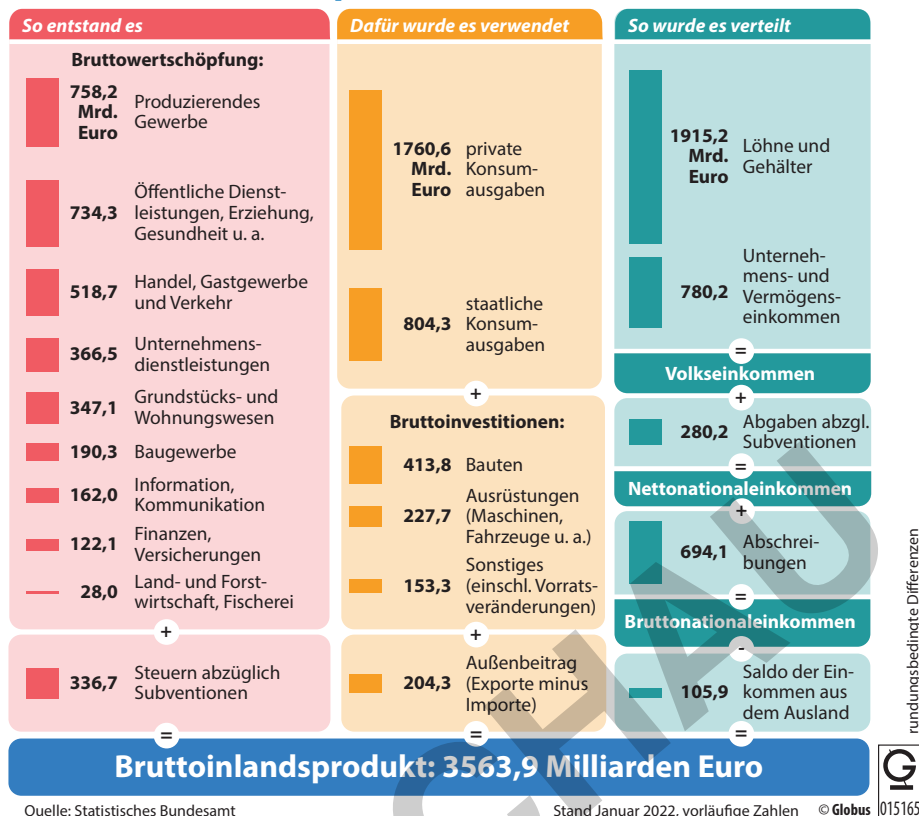 So entstand es
Bruttowertschöpfung:
758,2
Mrd.
Euro
Produzierendes
Gewerbe
734,3
Öffentliche Dienst-
leistungen, Erziehung,
Gesundheit u. a.
518,7
Handel, Gastgewerbe
und Verkehr
366,5
Unternehmens-
dienstleistungen
347,1
Grundstücks- und
Wohnungswesen
190,3 Baugewerbe
162,0
Information,
Kommunikation
122,1
Finanzen,
Versicherungen
28,0
Land- und Forst-
wirtschaft, Fischerei
+
336,7
Steuern abzüglich
Subventionen
=
Dafür wurde es verwendet
1760,6
Mrd.
Euro
private
Konsum-
ausgaben
804,3
staatliche
Konsum-
ausgaben
+
Bruttoinvestitionen:
413,8 Bauten
227,7
Ausrüstungen
(Maschinen,
Fahrzeuge u. a.)
153,3
Sonstiges
(einschl. Vorrats-
veränderungen)
+
204,3
Außenbeitrag
(Exporte minus
Importe)
=
So wurde es verteilt
1915,2
Mrd.
Euro
Löhne und
Gehälter
780,2
Unterneh-
mens- und
Vermögens-
einkommen
=
Volkseinkommen
+
280,2
Abgaben abzgl.
Subventionen
=
Nettonationaleinkommen
+
694,1
Abschrei-
bungen
=
Bruttonationaleinkommen
-
105,9
Saldo der Ein-
kommen aus
dem Ausland
=
Bruttoinlandsprodukt: 3563,9 Milliarden Euro
Quelle: Statistisches Bundesamt
Stand Januar 2022, vorläufige Zahlen
© Globus
015165
rundungsbedingte Differenzen
G
CHAU